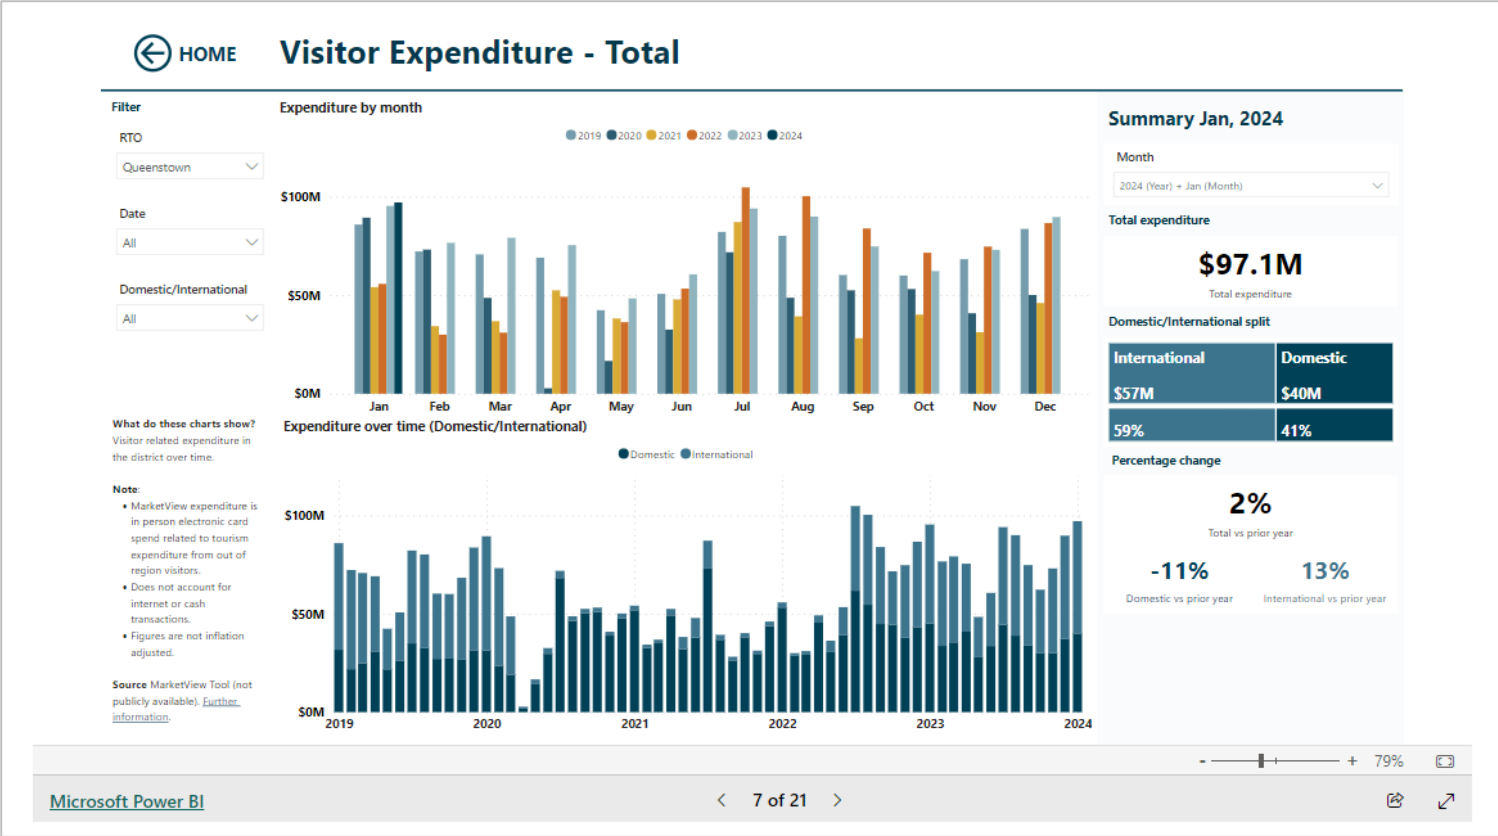 HOME
Visitor Expenditure - Total
Filter
RTO
Queenstown
Date
All
Domestic/International
All
What do these charts show?
Visitor related expenditure in
the district over time.
Note:
• MarketView expenditure is
in person electronic card
spend related to tourism
expenditure from out of
region visitors.
• Does not account for
internet or cash
transactions.
• Figures are not inflation
adjusted.
Source MarketView Tool (not
publicly available). Further
information.
Expenditure by month
2019 2020 2021 2022 2023 2024
$100M
$50M
$0M
Jan Feb Mar Apr May Jun Jul Aug Sep Oct Nov Dec
Expenditure over time (Domestic/International)
Domestic International
$100M
$50M
$0M
2019 2020 2021 2022 2023 2024
Summary Jan, 2024
Month
2024 (Year) + Jan (Month)
Total expenditure
$97.1M
Total expenditure
Domestic/International split
International Domestic
$57M $40M
59% 41%
Percentage change
2%
Total vs prior year
-11% 13%
Domestic vs prior year International vs prior year
- + 79%
Microsoft Power BI
7 of 21